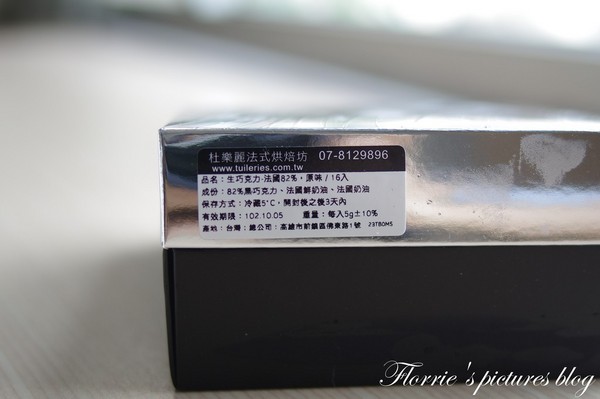 杜樂麗法式烘焙坊 07-8129896
www.tuileries.com.tw
品名：生巧克力-法國82%，原味/16入
成份：82%黑巧克力、法國鮮奶油、法國奶油
保存方式：冷藏5°C，開封後之後3天內
有效期限：102.10.05 重量：每入5g±10%
產地：台灣；總公司：高雄市前鎮區佛東路1號 23TB0MS
Florrie 's pictures blog